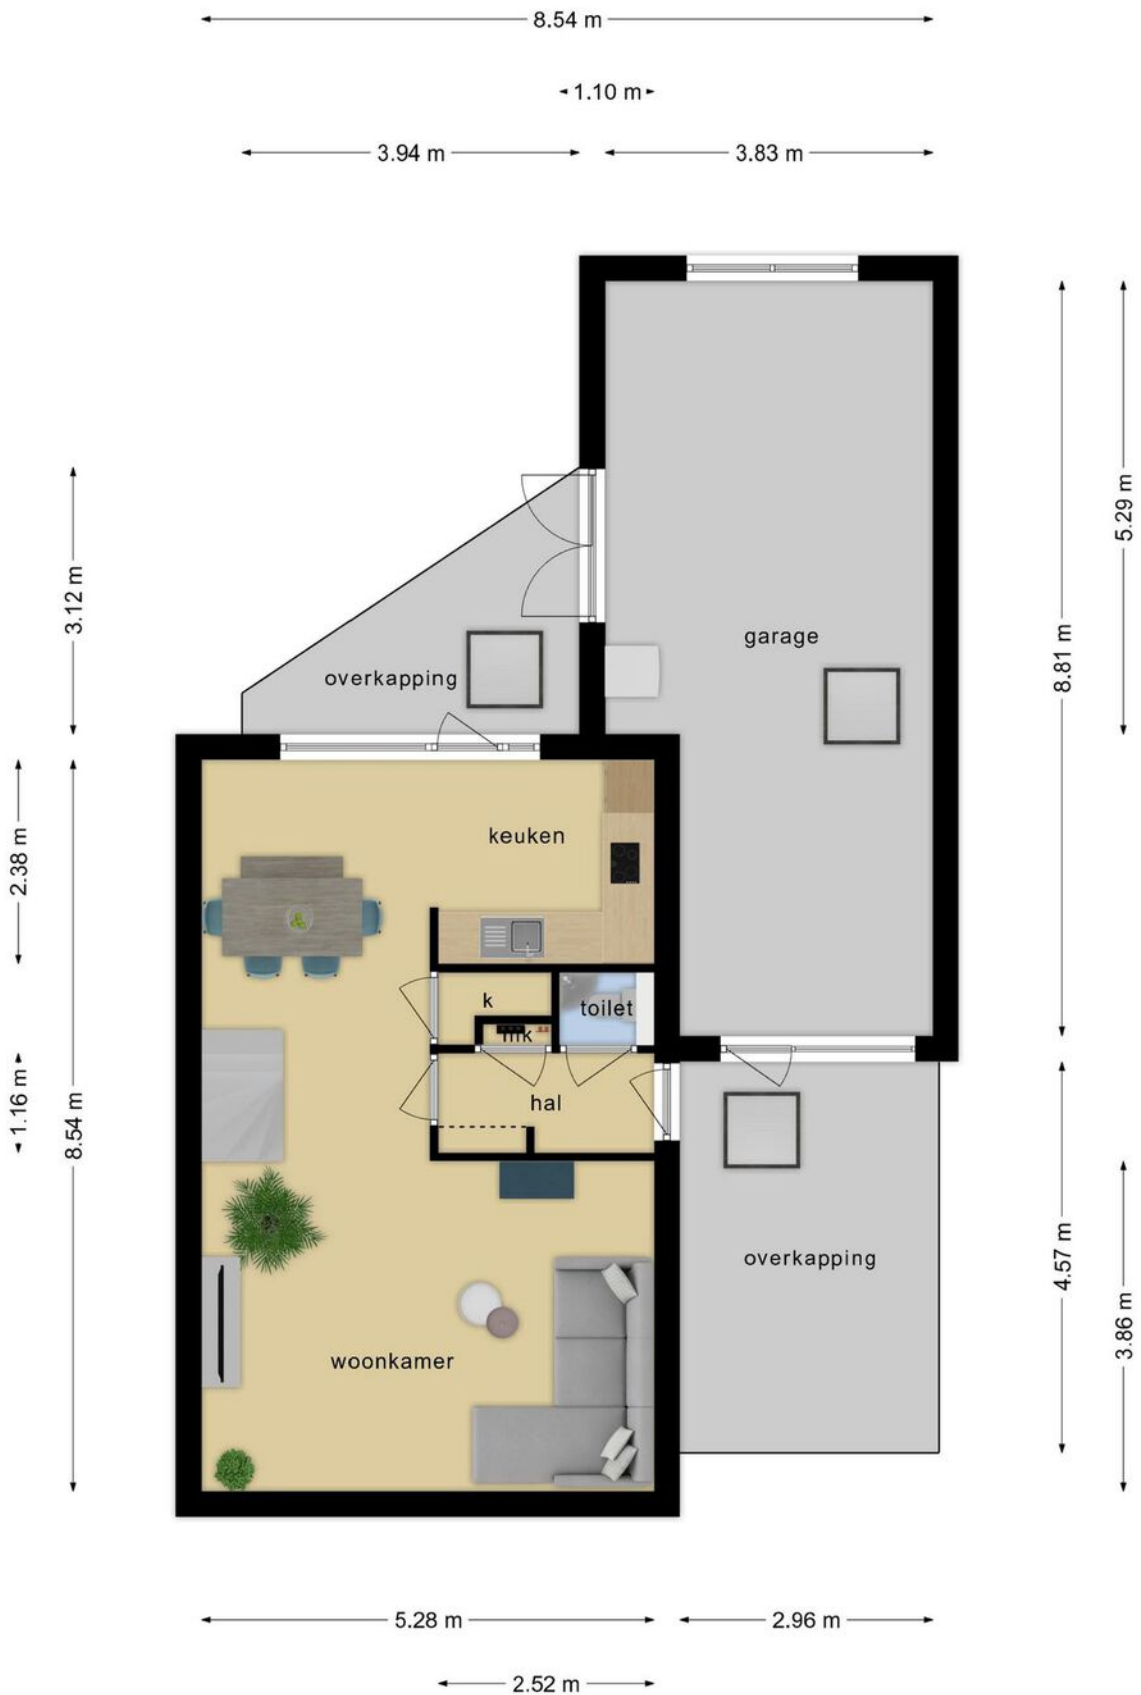 8.54 m
1.10 m
3.94 m
3.83 m
5.29 m
3.12 m
garage
8.81 m
overkapping
keuken
2.38 m
k
toilet
mk
hal
1.16 m
8.54 m
overkapping
4.57 m
3.86 m
woonkamer
5.28 m
2.96 m
2.52 m